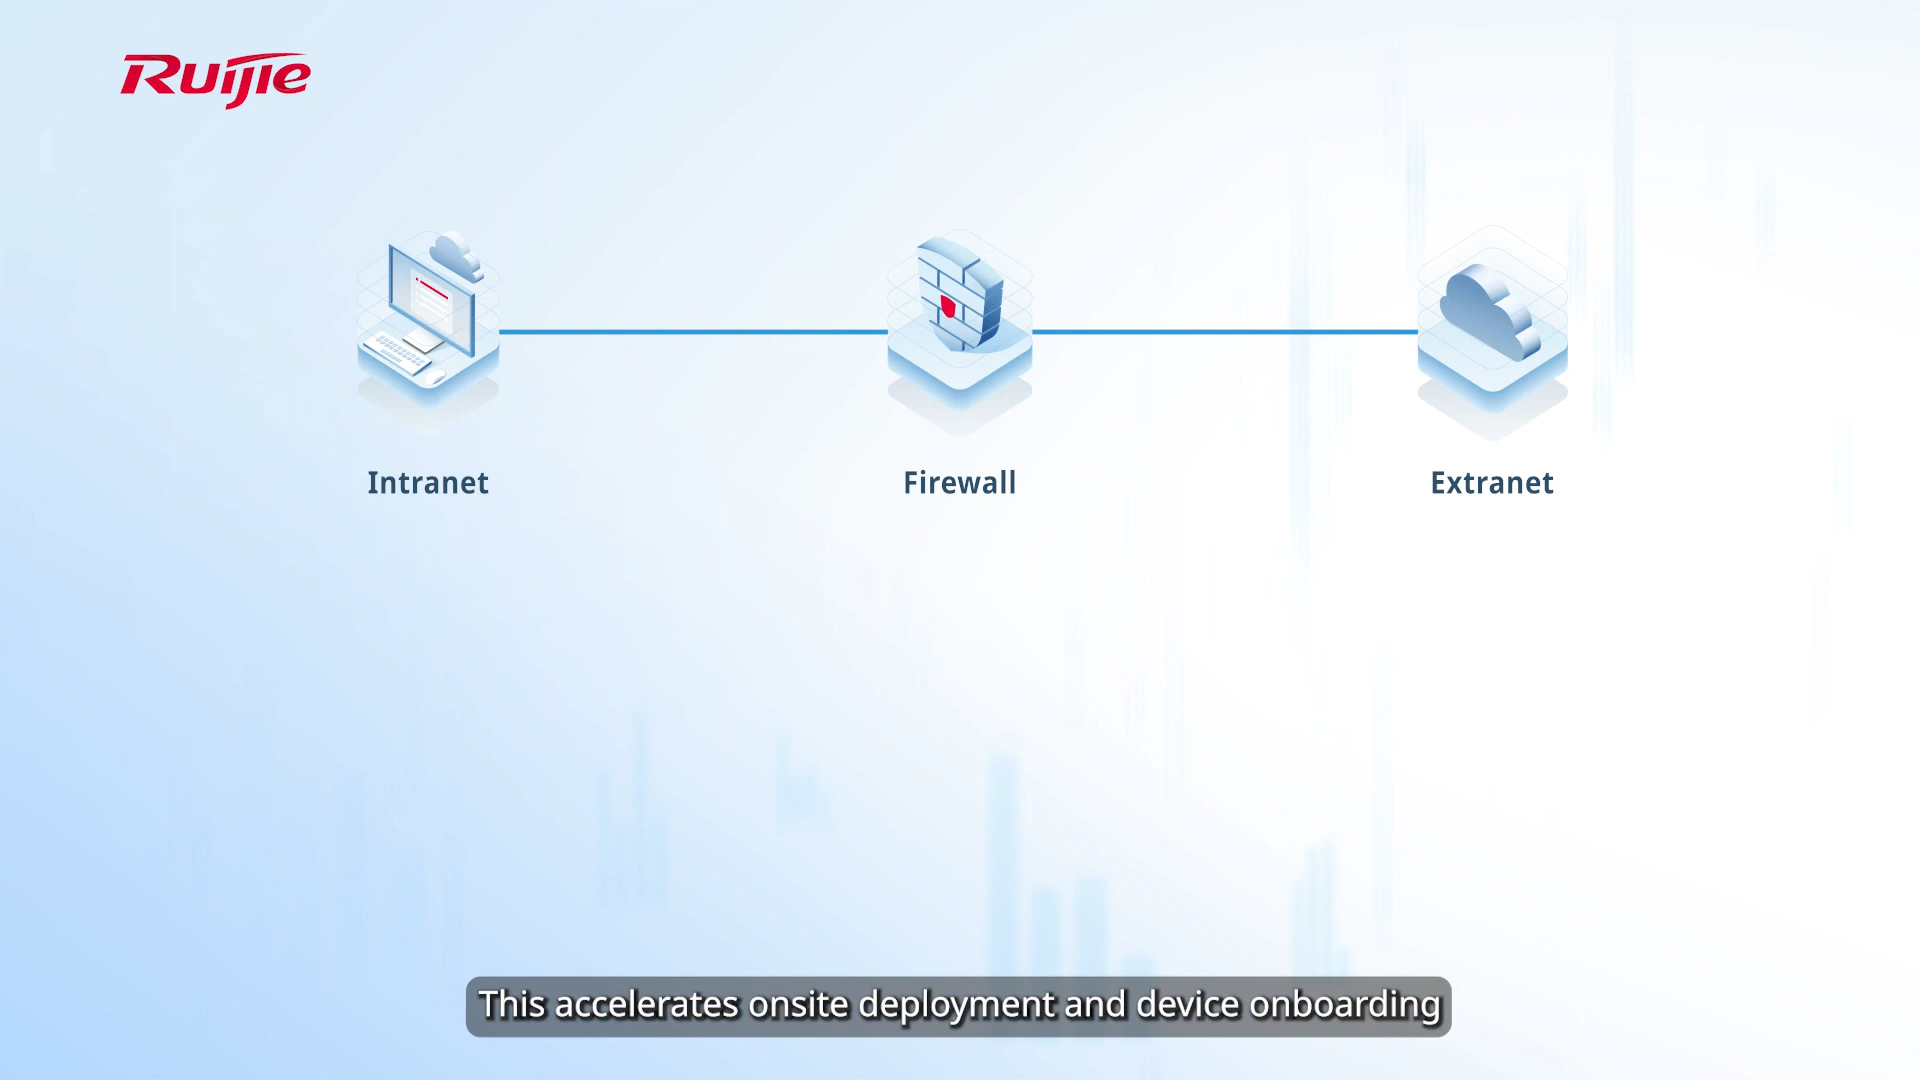 Ruijie
Intranet
Firewall
Extranet
This accelerates onsite deployment and device onboarding